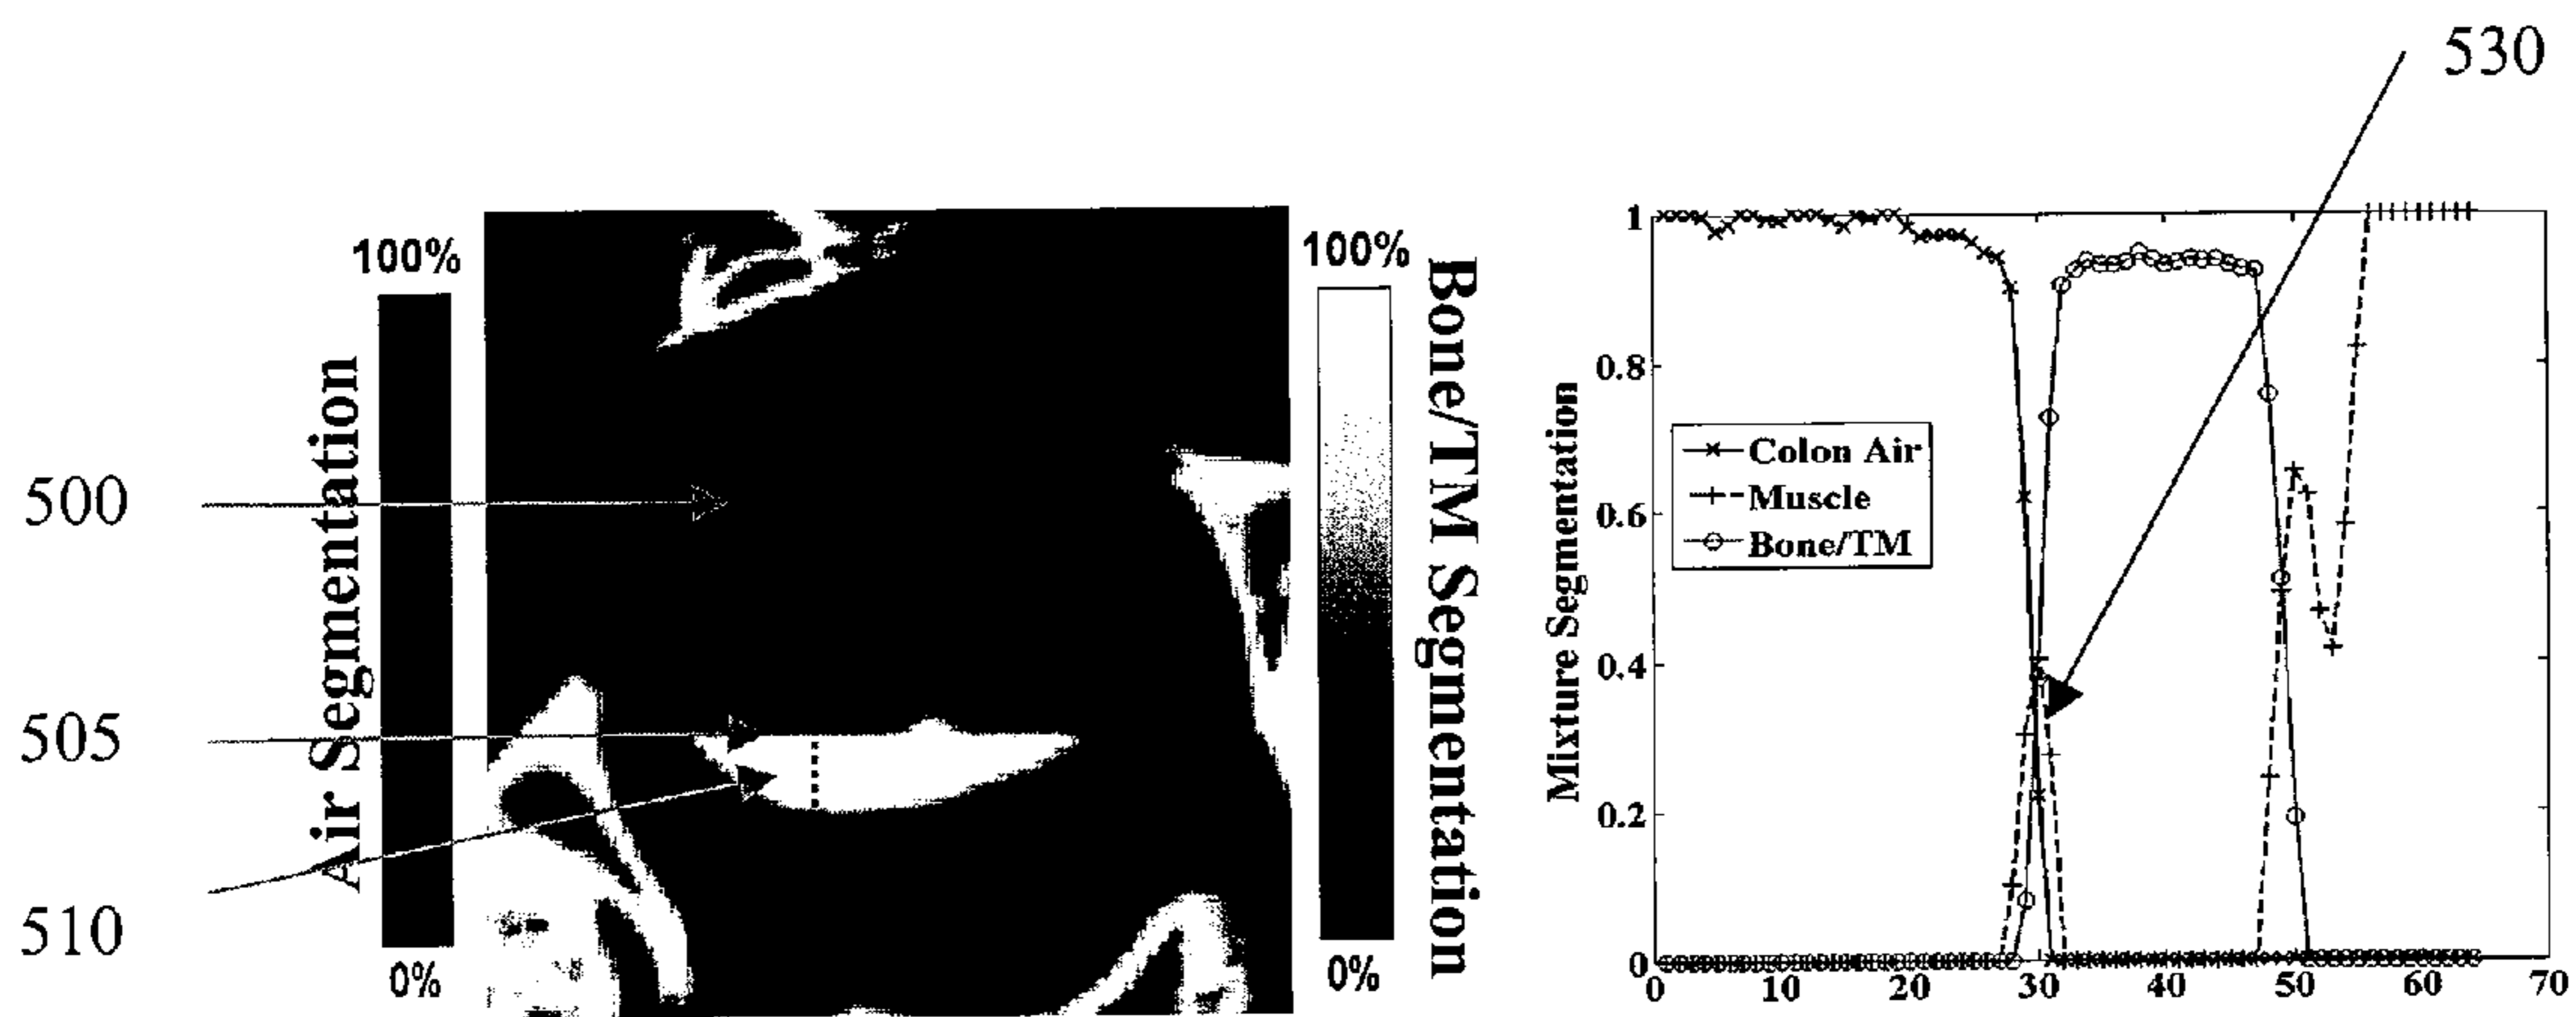 530
100%
100%
Air Segmentation
Bone/TM Segmentation
500
505
510
0%
0%
Mixture Segmentation
1
0.8
0.6
0.4
0.2
0
Colon Air
Muscle
Bone/TM
0 10 20 30 40 50 60 70